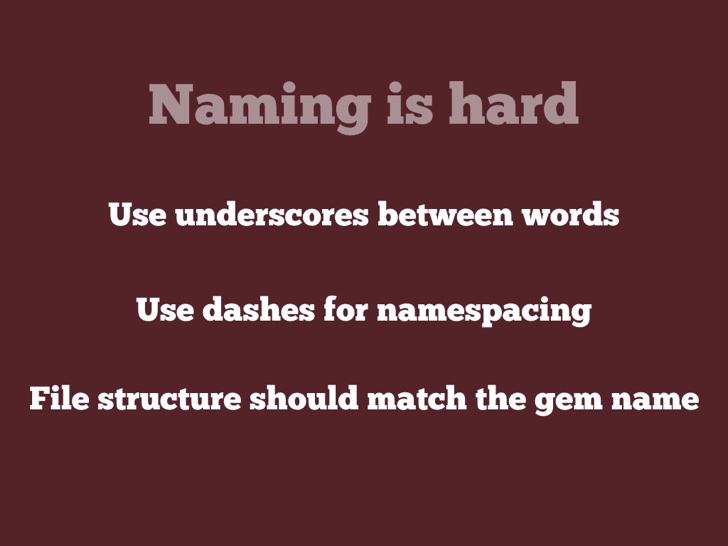 Naming is hard
Use underscores between words
Use dashes for namespacing
File structure should match the gem name